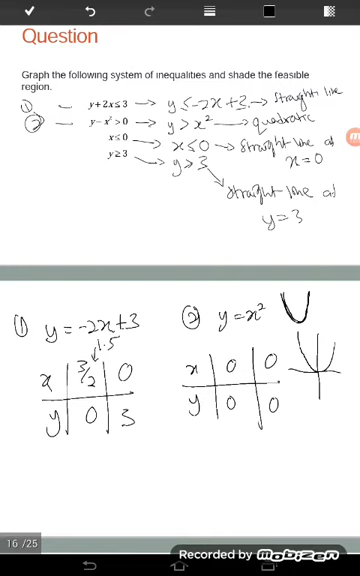 Question
Graph the following system of inequalities and shade the feasible
region.
① — y+2x≤3 → y ≤ -2x+3 → straight line
② — y−x²>0 → y > x² → quadratic
x≤0 → x ≤ 0 → straight line at x=0
y≥3 → y > 3
straight line at
y=3
① y = -2x+3
1.5
x 3/2 0
y 0 3
② y = x²
x 0 0
y 0 0
16 /25
Recorded by mobizen